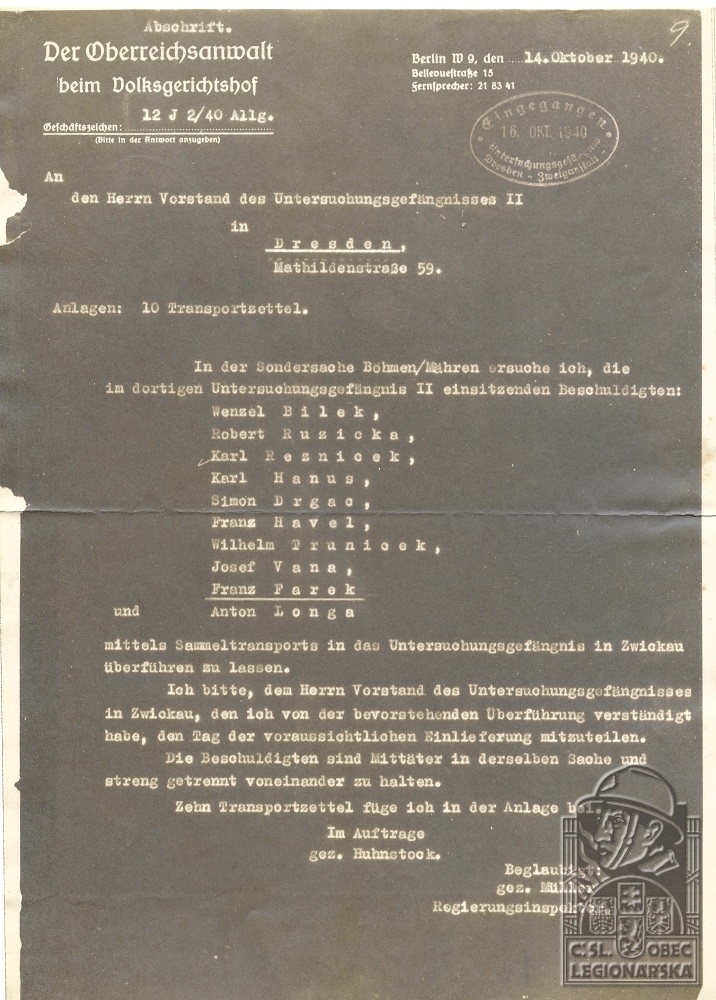 Abschrift.
9.
Der Oberreichsanwalt
beim Volksgerichtshof
Berlin W 9, den 14. Oktober 1940.
Bellevuestraße 15
Fernsprecher: 21 83 41
12 J 2/40 Allg.
Geschäftszeichen:
(Bitte in der Antwort anzugeben)
Eingegangen
16. OKT. 1940
Untersuchungsgefängnis
Dresden - Zweiganstalt -
An
den Herrn Vorstand des Untersuchungsgefängnisses II
in
Dresden,
Mathildenstraße 59.
Anlagen: 10 Transportzettel.
In der Sondersache Böhmen/Mähren ersuche ich, die
im dortigen Untersuchungsgefängnis II einsitzenden Beschuldigten:
Wenzel Bilek,
Robert Ruzicka,
Karl Reznicek,
Karl Hanus,
Simon Drgac,
Franz Havel,
Wilhelm Trunicek,
Josef Vana,
Franz Farek
und Anton Longa
mittels Sammeltransports in das Untersuchungsgefängnis in Zwickau
überführen zu lassen.
Ich bitte, dem Herrn Vorstand des Untersuchungsgefängnisses
in Zwickau, den ich von der bevorstehenden Überführung verständigt
habe, den Tag der voraussichtlichen Einlieferung mitzuteilen.
Die Beschuldigten sind Mittäter in derselben Sache und
streng getrennt voneinander zu halten.
Zehn Transportzettel füge ich in der Anlage bei.
Im Auftrage
gez. Huhnstock.
Beglaubigt:
gez. Müller
Regierungsinspektor
Č.SL. OBEC
LEGIONÁŘSKÁ